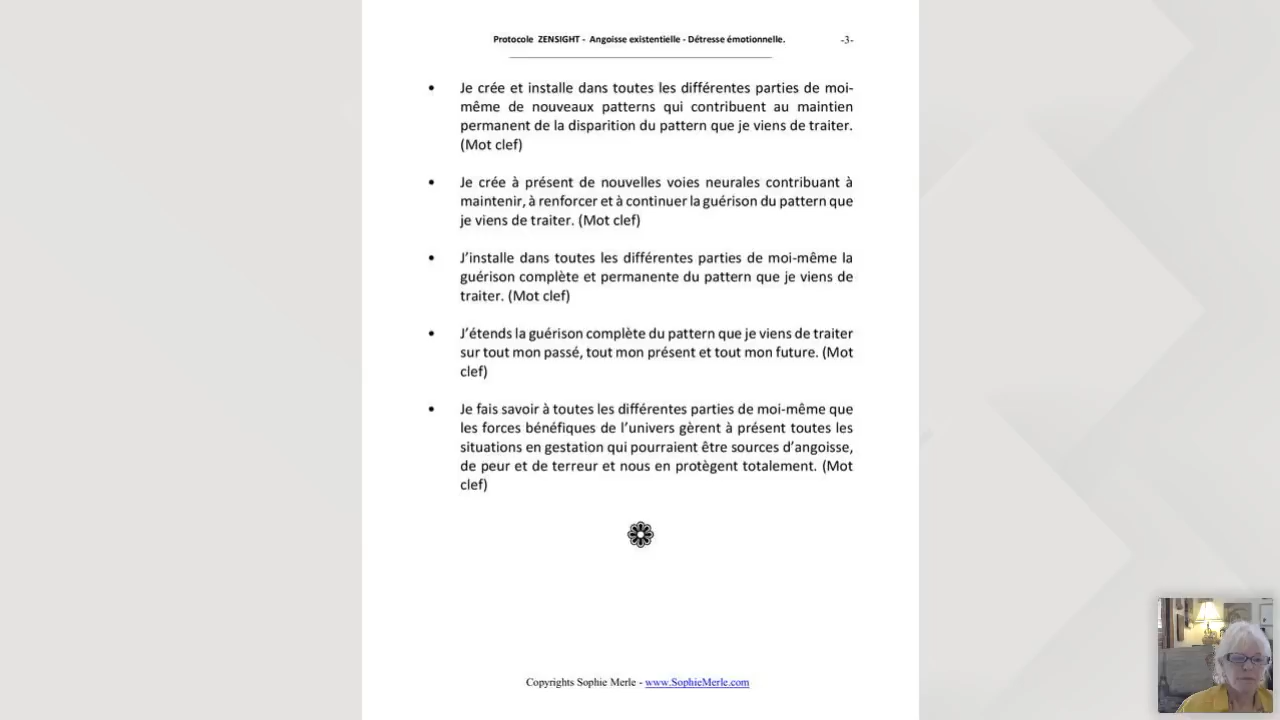 Protocole ZENSIGHT - Angoisse existentielle - Détresse émotionnelle. -3-
• Je crée et installe dans toutes les différentes parties de moi-
même de nouveaux patterns qui contribuent au maintien
permanent de la disparition du pattern que je viens de traiter.
(Mot clef)
• Je crée à présent de nouvelles voies neurales contribuant à
maintenir, à renforcer et à continuer la guérison du pattern que
je viens de traiter. (Mot clef)
• J’installe dans toutes les différentes parties de moi-même la
guérison complète et permanente du pattern que je viens de
traiter. (Mot clef)
• J’étends la guérison complète du pattern que je viens de traiter
sur tout mon passé, tout mon présent et tout mon future. (Mot
clef)
• Je fais savoir à toutes les différentes parties de moi-même que
les forces bénéfiques de l’univers gèrent à présent toutes les
situations en gestation qui pourraient être sources d’angoisse,
de peur et de terreur et nous en protègent totalement. (Mot
clef)
Copyrights Sophie Merle - www.SophieMerle.com